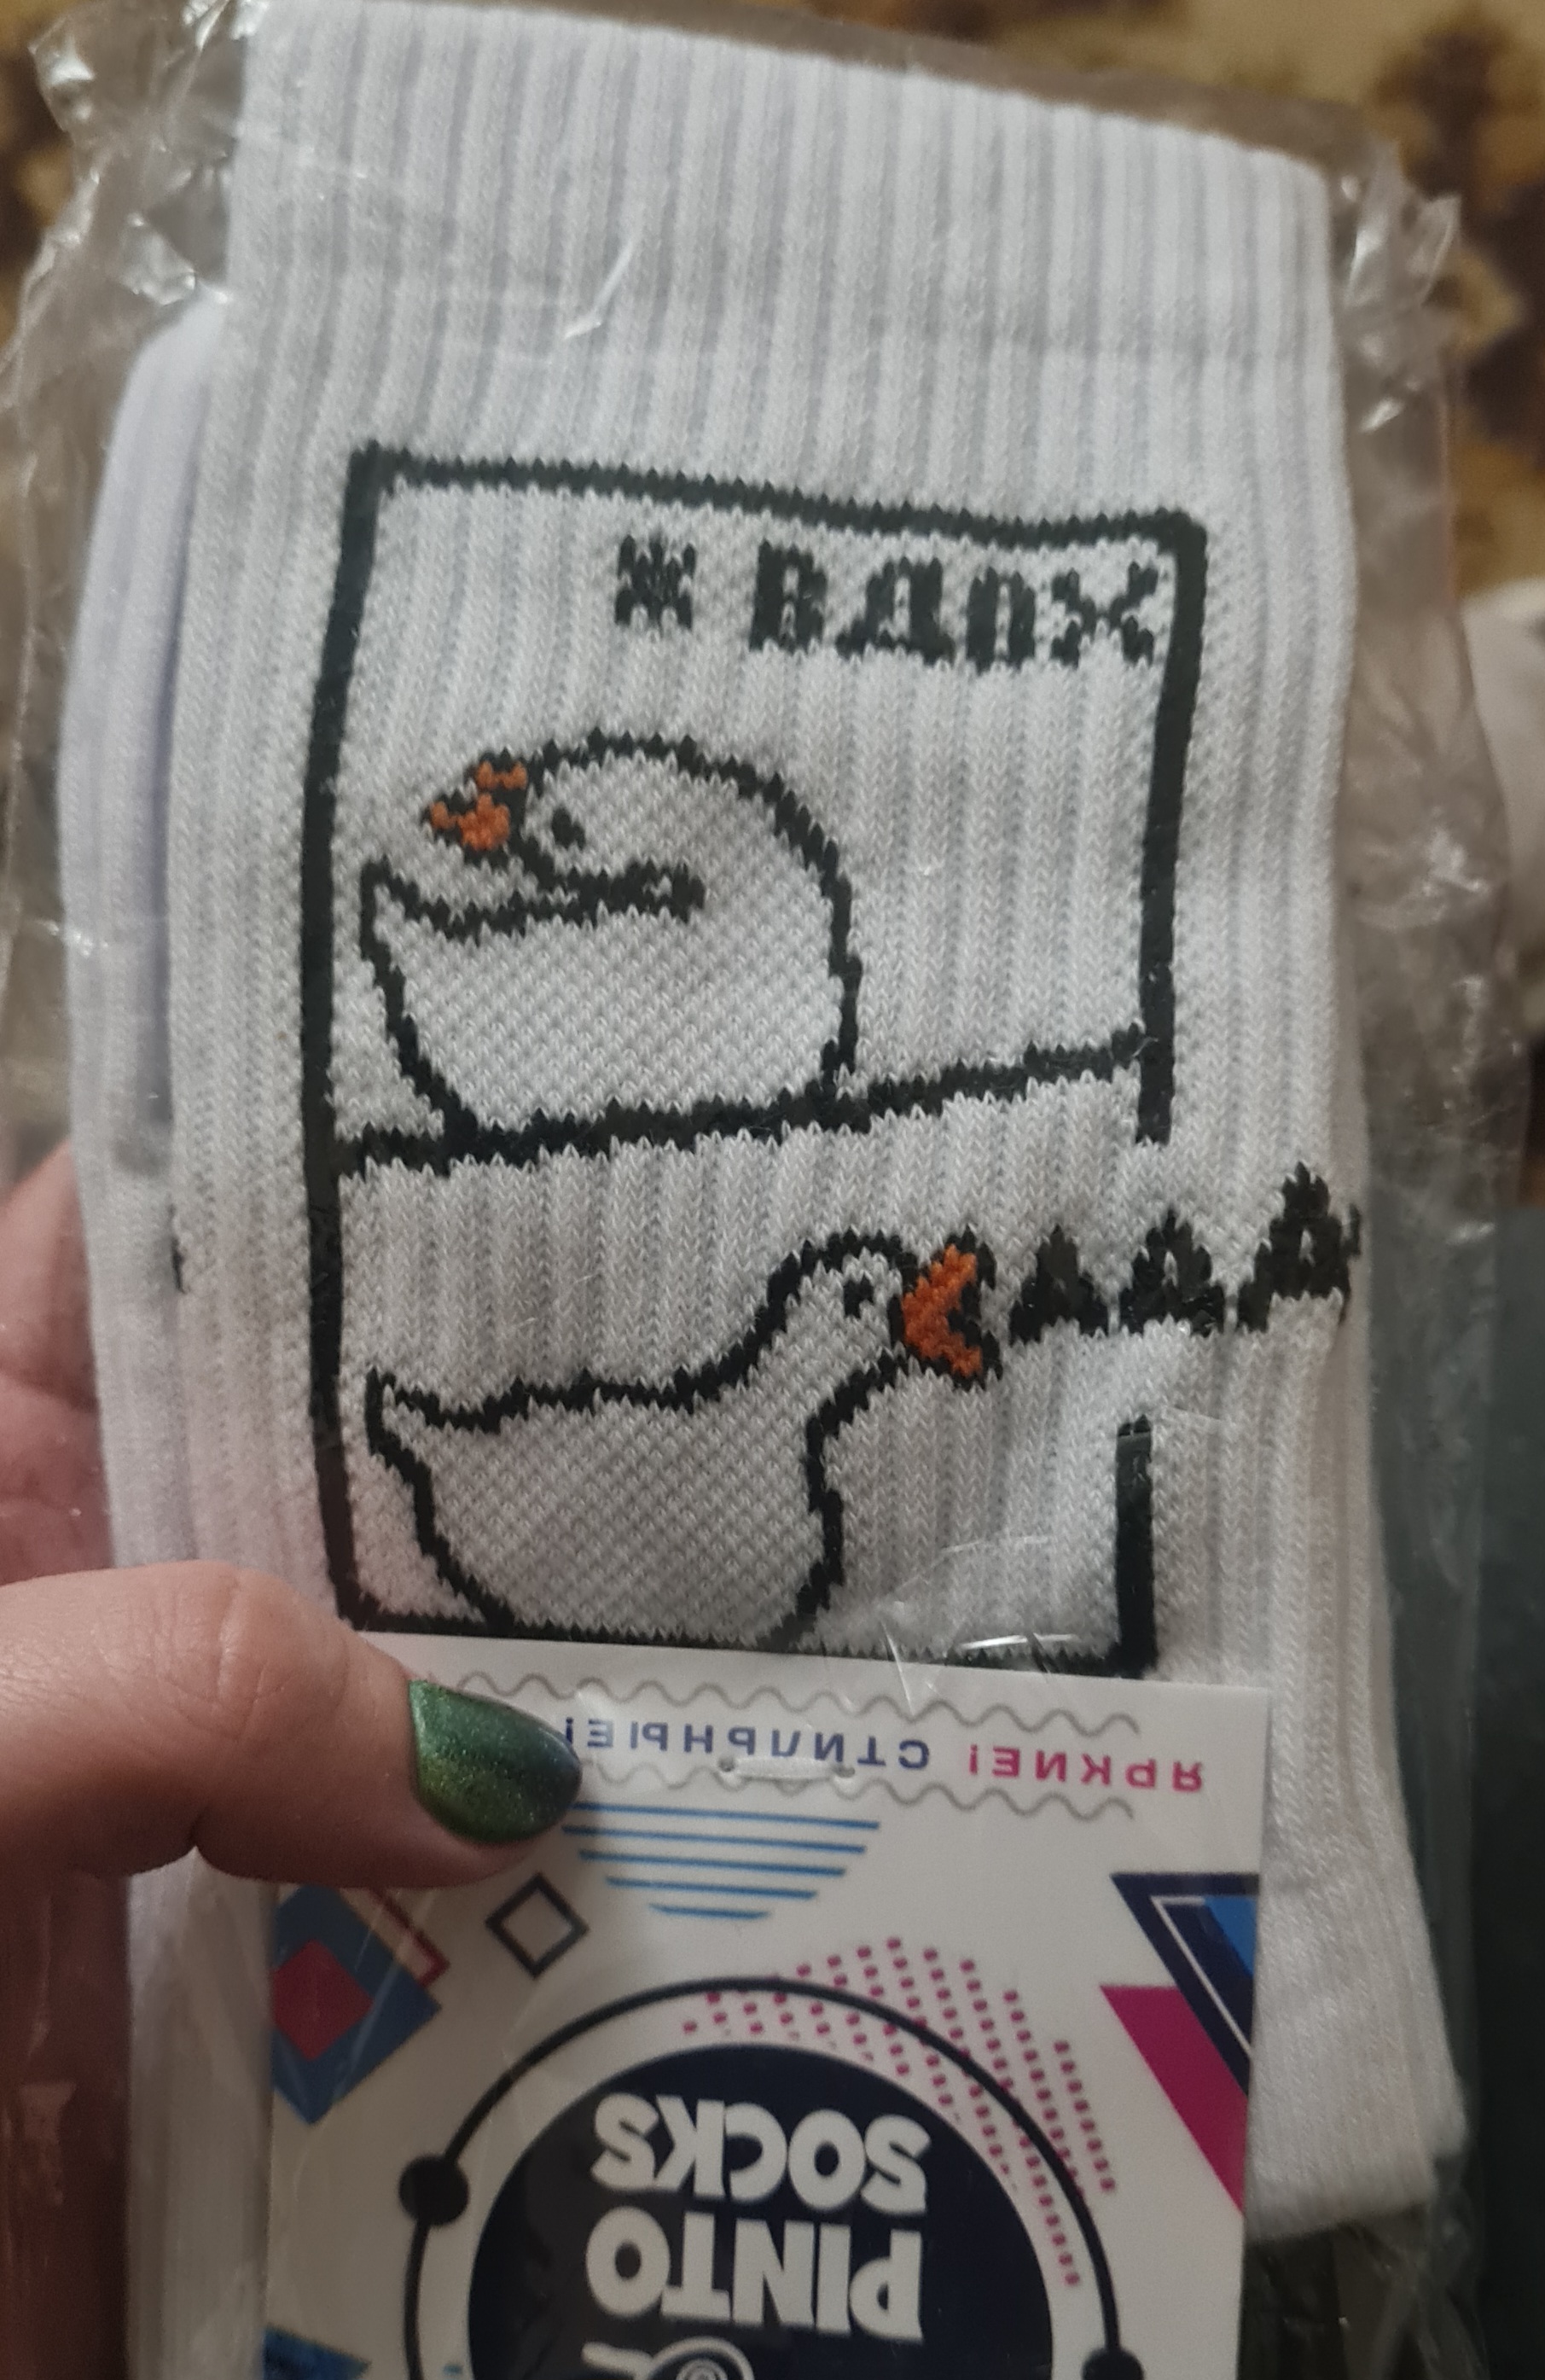 * ВДОХ
ААА
ЯРКИЕ! СТИЛЬНЫЕ!
PINTO
SOCKS